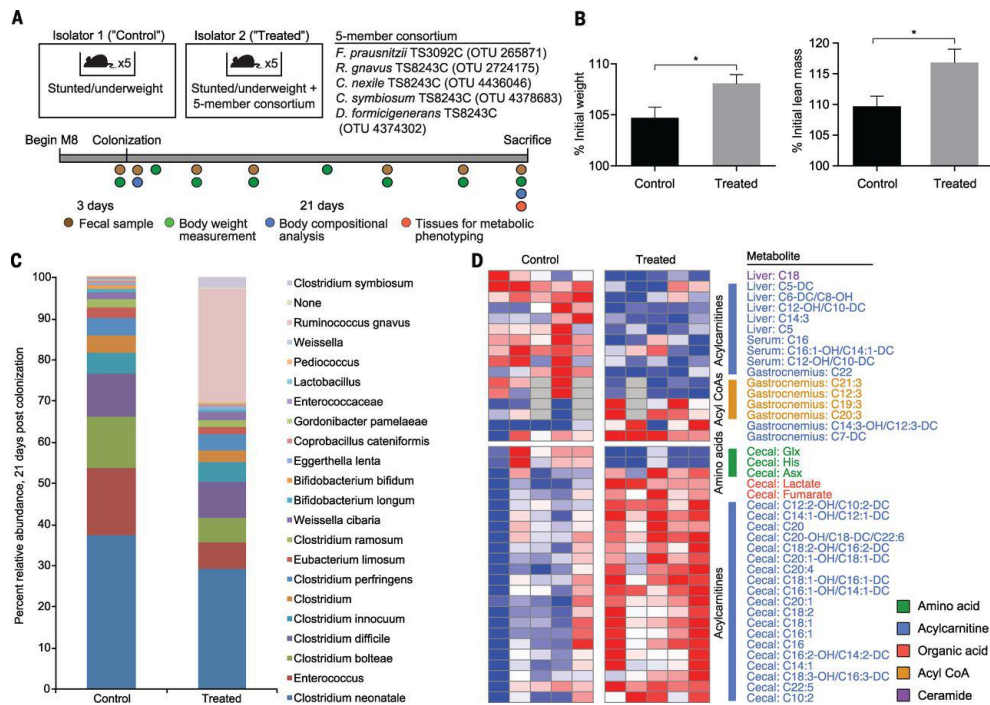 A
Isolator 1 ("Control")
x5
Stunted/underweight
Isolator 2 ("Treated")
x5
Stunted/underweight +
5-member consortium
5-member consortium
F. prausnitzii TS3092C (OTU 265871)
R. gnavus TS8243C (OTU 2724175)
C. nexile TS8243C (OTU 4436046)
C. symbiosum TS8243C (OTU 4378683)
D. formicigenerans TS8243C
(OTU 4374302)
Begin M8
Colonization
Sacrifice
3 days
21 days
Fecal sample
Body weight
measurement
Body compositional
analysis
Tissues for metabolic
phenotyping
B
% Initial weight
110
105
100
*
Control
Treated
% Initial lean mass
120
115
110
105
100
*
Control
Treated
C
Percent relative abundance, 21 days post colonization
100
90
80
70
60
50
40
30
20
10
0
Control
Treated
Clostridium symbiosum
None
Ruminococcus gnavus
Weissella
Pediococcus
Lactobacillus
Enterococcaceae
Gordonibacter pamelaeae
Coprobacillus cateniformis
Eggerthella lenta
Bifidobacterium bifidum
Bifidobacterium longum
Weissella cibaria
Clostridium ramosum
Eubacterium limosum
Clostridium perfringens
Clostridium
Clostridium innocuum
Clostridium difficile
Clostridium bolteae
Enterococcus
Clostridium neonatale
D
Control
Treated
Metabolite
Acylcarnitines
Acyl CoAs
Amino acids
Acylcarnitines
Liver: C18
Liver: C5-DC
Liver: C6-DC/C8-OH
Liver: C12-OH/C10-DC
Liver: C14:3
Liver: C5
Serum: C16
Serum: C16:1-OH/C14:1-DC
Serum: C12-OH/C10-DC
Gastrocnemius: C22
Gastrocnemius: C21:3
Gastrocnemius: C12:3
Gastrocnemius: C19:3
Gastrocnemius: C20:3
Gastrocnemius: C14:3-OH/C12:3-DC
Gastrocnemius: C7-DC
Cecal: Glx
Cecal: His
Cecal: Asx
Cecal: Lactate
Cecal: Fumarate
Cecal: C12:2-OH/C10:2-DC
Cecal: C14:1-OH/C12:1-DC
Cecal: C20
Cecal: C20-OH/C18-DC/C22:6
Cecal: C18:2-OH/C16:2-DC
Cecal: C20:1-OH/C18:1-DC
Cecal: C20:4
Cecal: C18:1-OH/C16:1-DC
Cecal: C16:1-OH/C14:1-DC
Cecal: C20:1
Cecal: C18:2
Cecal: C18:1
Cecal: C16:1
Cecal: C16
Cecal: C16:2-OH/C14:2-DC
Cecal: C14:1
Cecal: C18:3-OH/C16:3-DC
Cecal: C22:5
Cecal: C10:2
Amino acid
Acylcarnitine
Organic acid
Acyl CoA
Ceramide